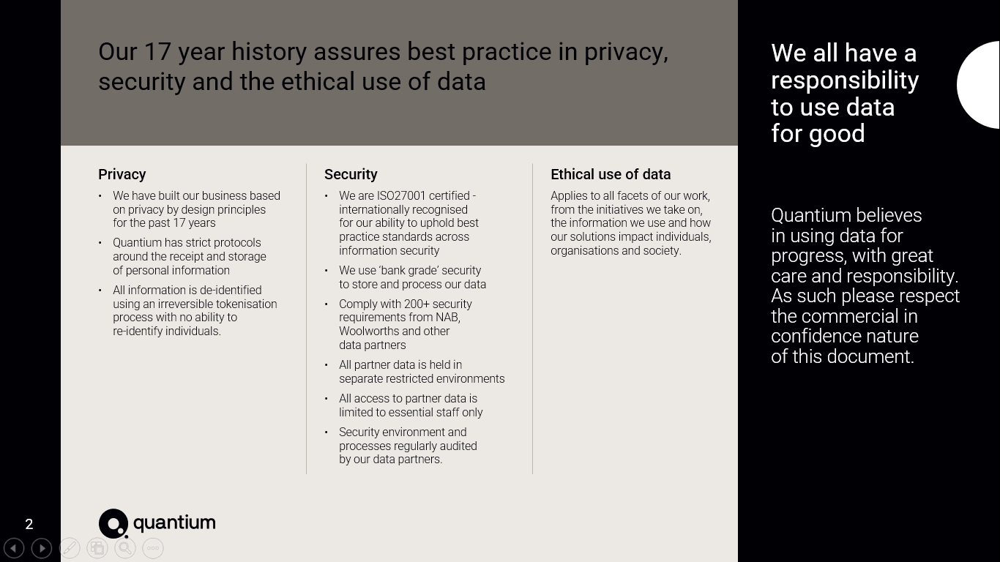 Our 17 year history assures best practice in privacy,
security and the ethical use of data
Privacy
• We have built our business based
on privacy by design principles
for the past 17 years
• Quantium has strict protocols
around the receipt and storage
of personal information
• All information is de-identified
using an irreversible tokenisation
process with no ability to
re-identify individuals.
Security
• We are ISO27001 certified -
internationally recognised
for our ability to uphold best
practice standards across
information security
• We use ‘bank grade’ security
to store and process our data
• Comply with 200+ security
requirements from NAB,
Woolworths and other
data partners
• All partner data is held in
separate restricted environments
• All access to partner data is
limited to essential staff only
• Security environment and
processes regularly audited
by our data partners.
Ethical use of data
Applies to all facets of our work,
from the initiatives we take on,
the information we use and how
our solutions impact individuals,
organisations and society.
We all have a
responsibility
to use data
for good
Quantium believes
in using data for
progress, with great
care and responsibility.
As such please respect
the commercial in
confidence nature
of this document.
quantium
2